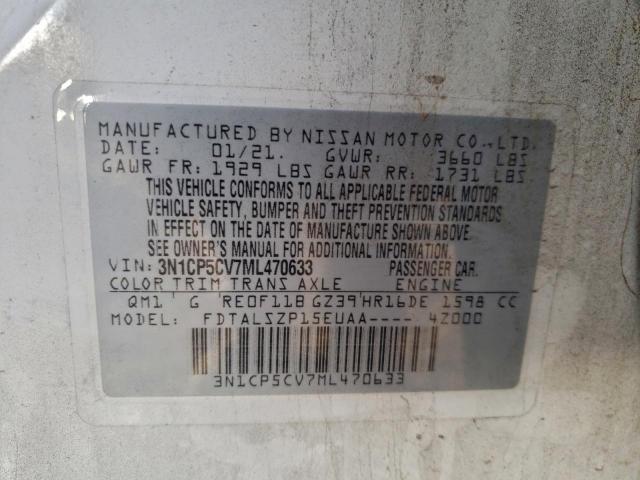 MANUFACTURED BY NISSAN MOTOR CO.,LTD.
DATE: 01/21. GVWR: 3660 LBS
GAWR FR: 1929 LBS GAWR RR: 1731 LBS
THIS VEHICLE CONFORMS TO ALL APPLICABLE FEDERAL MOTOR
VEHICLE SAFETY, BUMPER AND THEFT PREVENTION STANDARDS
IN EFFECT ON THE DATE OF MANUFACTURE SHOWN ABOVE.
SEE OWNER'S MANUAL FOR ADDITIONAL INFORMATION.
VIN: 3N1CP5CV7ML470633 PASSENGER CAR.
COLOR TRIM TRANS AXLE ENGINE
QM1 ' G 'RE0F11B GZ39'HR16DE 1598 CC
MODEL: FDTALSZP15EUAA---- 4Z000
3N1CP5CV7ML470633